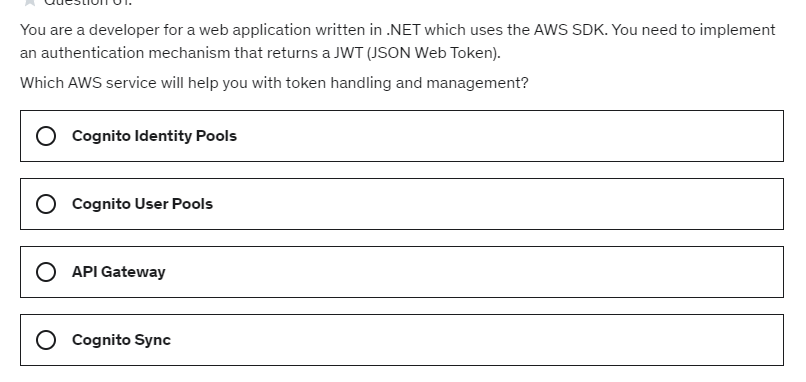 Question 61:
You are a developer for a web application written in .NET which uses the AWS SDK. You need to implement
an authentication mechanism that returns a JWT (JSON Web Token).
Which AWS service will help you with token handling and management?
Cognito Identity Pools
Cognito User Pools
API Gateway
Cognito Sync